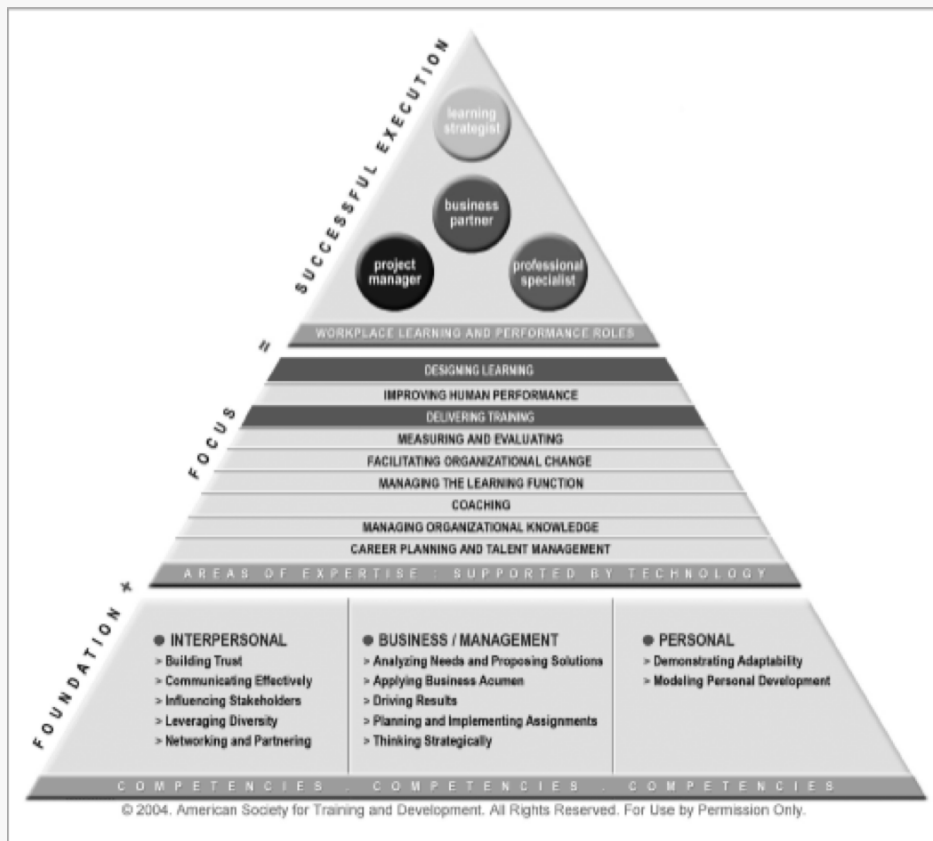 SUCCESSFUL EXECUTION
learning
strategist
business
partner
project
manager
professional
specialist
WORKPLACE LEARNING AND PERFORMANCE ROLES
=
FOCUS
DESIGNING LEARNING
IMPROVING HUMAN PERFORMANCE
DELIVERING TRAINING
MEASURING AND EVALUATING
FACILITATING ORGANIZATIONAL CHANGE
MANAGING THE LEARNING FUNCTION
COACHING
MANAGING ORGANIZATIONAL KNOWLEDGE
CAREER PLANNING AND TALENT MANAGEMENT
AREAS OF EXPERTISE : SUPPORTED BY TECHNOLOGY
+
FOUNDATION
● INTERPERSONAL
> Building Trust
> Communicating Effectively
> Influencing Stakeholders
> Leveraging Diversity
> Networking and Partnering
● BUSINESS / MANAGEMENT
> Analyzing Needs and Proposing Solutions
> Applying Business Acumen
> Driving Results
> Planning and Implementing Assignments
> Thinking Strategically
● PERSONAL
> Demonstrating Adaptability
> Modeling Personal Development
COMPETENCIES . COMPETENCIES . COMPETENCIES
© 2004. American Society for Training and Development. All Rights Reserved. For Use by Permission Only.